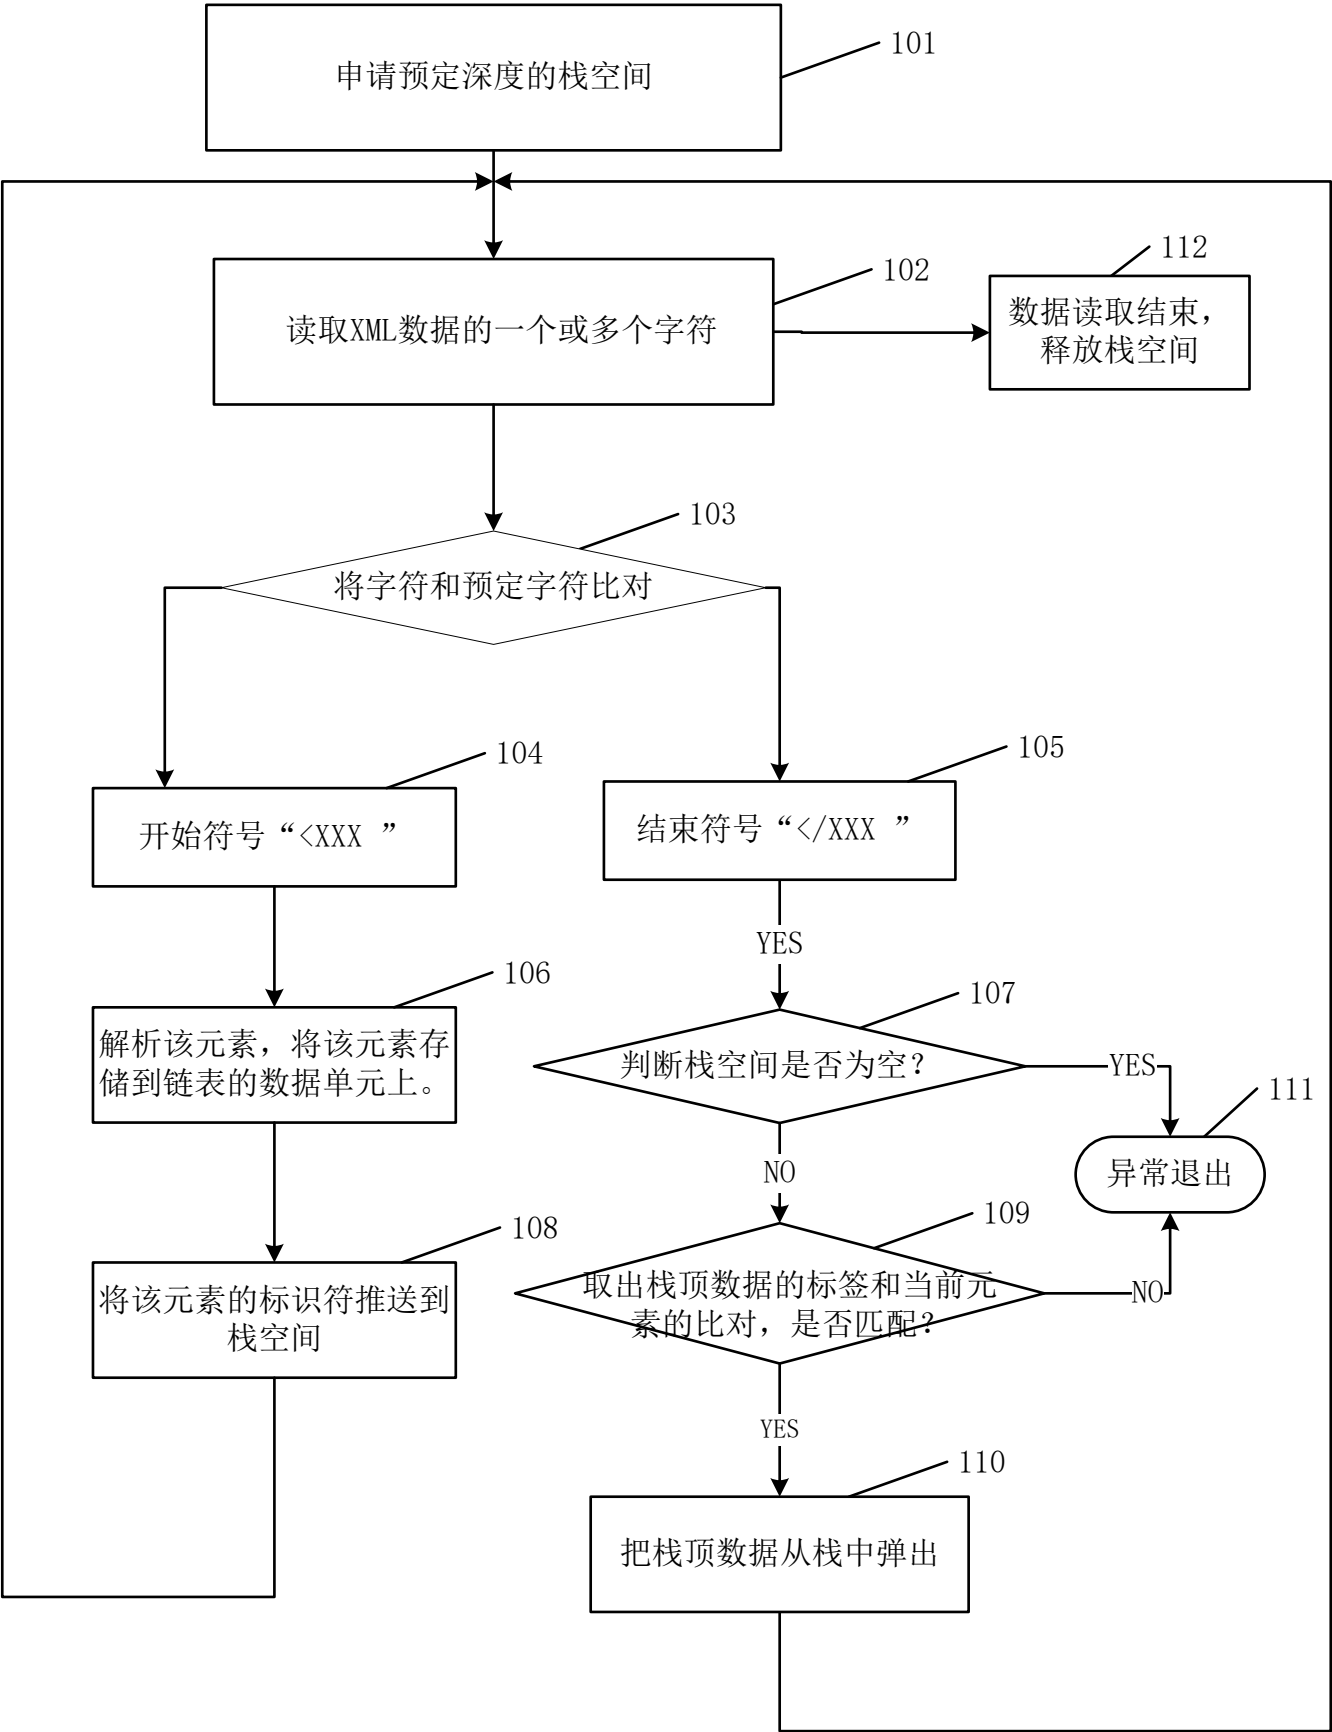 申请预定深度的栈空间
101
读取XML数据的一个或多个字符
102
数据读取结束,
释放栈空间
112
将字符和预定字符比对
103
开始符号“<XXX ”
104
结束符号“</XXX ”
105
YES
解析该元素，将该元素存
储到链表的数据单元上。
106
判断栈空间是否为空？
107
YES
111
异常退出
NO
将该元素的标识符推送到
栈空间
108
取出栈顶数据的标签和当前元
素的比对，是否匹配？
109
NO
YES
把栈顶数据从栈中弹出
110